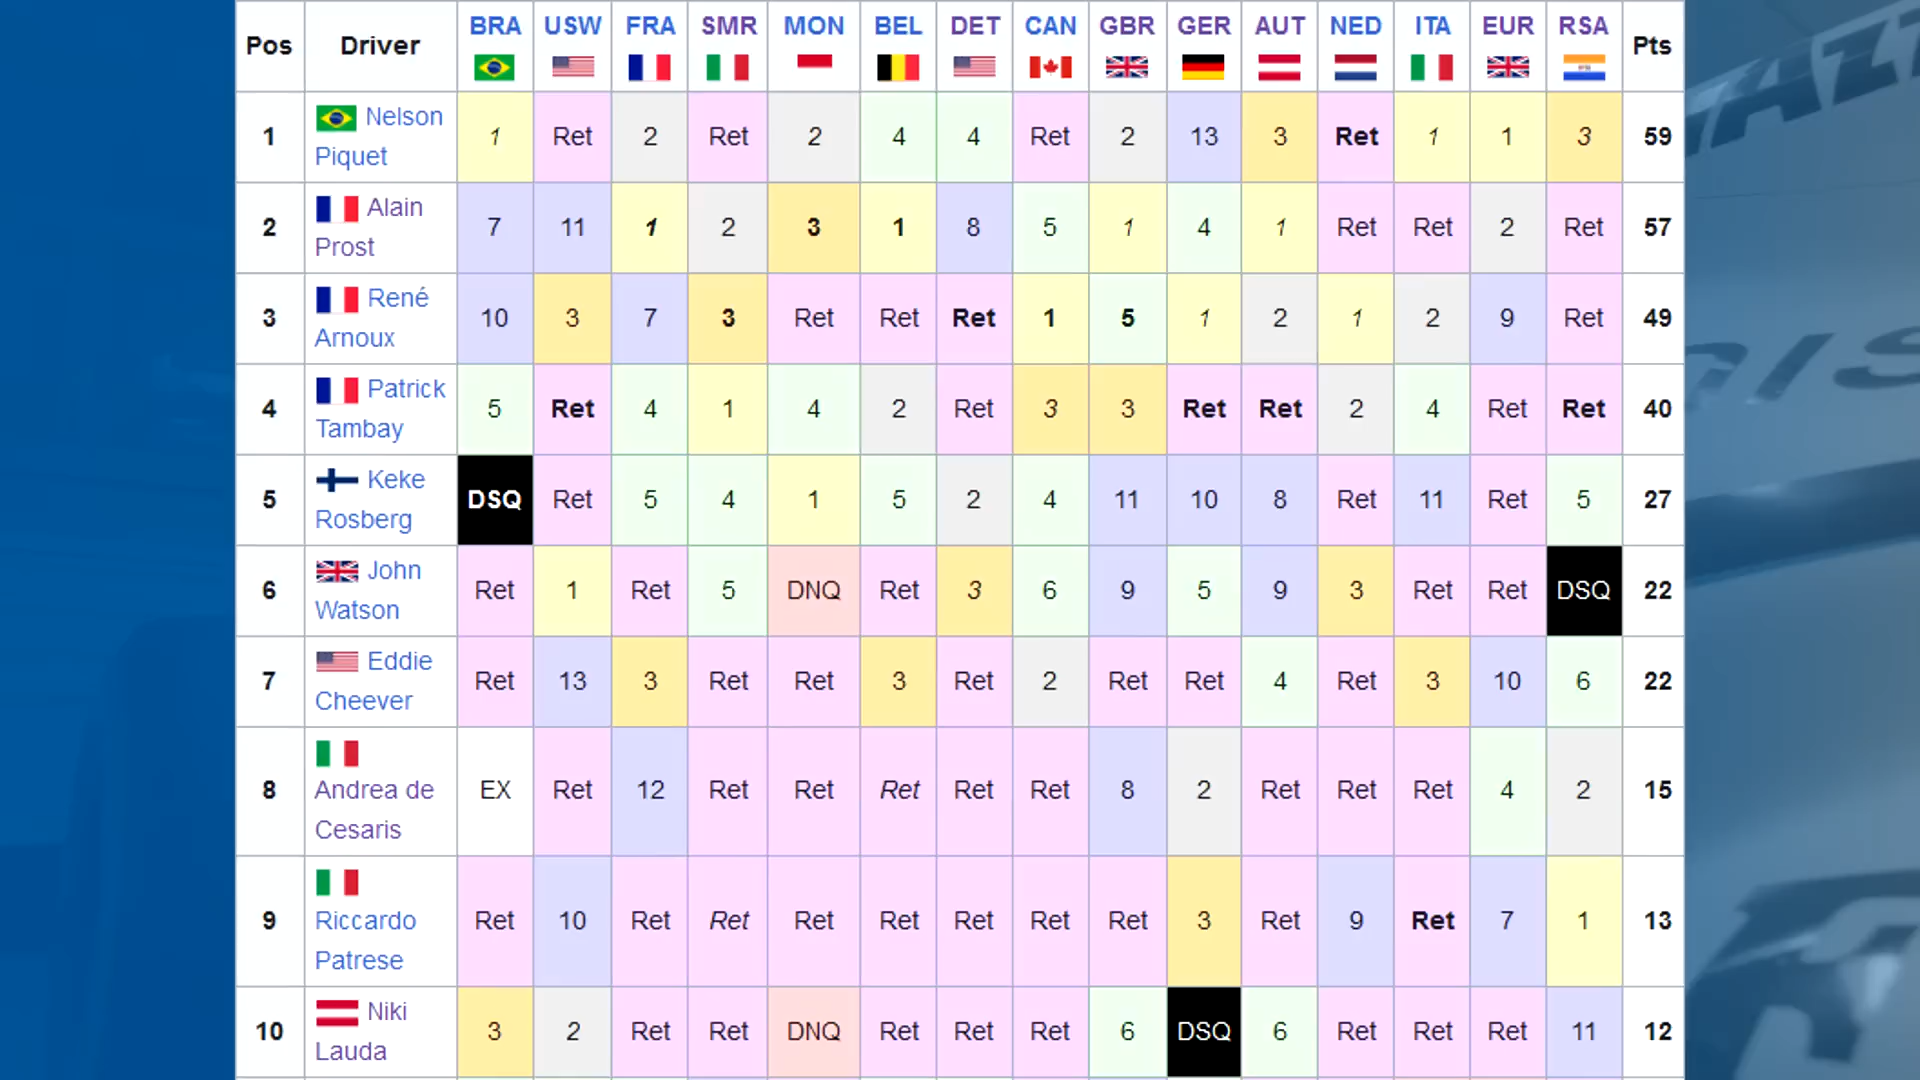 Pos Driver BRA USW FRA SMR MON BEL DET CAN GBR GER AUT NED ITA EUR RSA Pts
1 Nelson Piquet 1 Ret 2 Ret 2 4 4 Ret 2 13 3 Ret 1 1 3 59
2 Alain Prost 7 11 1 2 3 1 8 5 1 4 1 Ret Ret 2 Ret 57
3 René Arnoux 10 3 7 3 Ret Ret Ret 1 5 1 2 1 2 9 Ret 49
4 Patrick Tambay 5 Ret 4 1 4 2 Ret 3 3 Ret Ret 2 4 Ret Ret 40
5 Keke Rosberg DSQ Ret 5 4 1 5 2 4 11 10 8 Ret 11 Ret 5 27
6 John Watson Ret 1 Ret 5 DNQ Ret 3 6 9 5 9 3 Ret Ret DSQ 22
7 Eddie Cheever Ret 13 3 Ret Ret 3 Ret 2 Ret Ret 4 Ret 3 10 6 22
8 Andrea de Cesaris EX Ret 12 Ret Ret Ret Ret Ret 8 2 Ret Ret Ret 4 2 15
9 Riccardo Patrese Ret 10 Ret Ret Ret Ret Ret Ret Ret 3 Ret 9 Ret 7 1 13
10 Niki Lauda 3 2 Ret Ret DNQ Ret Ret Ret 6 DSQ 6 Ret Ret Ret 11 12